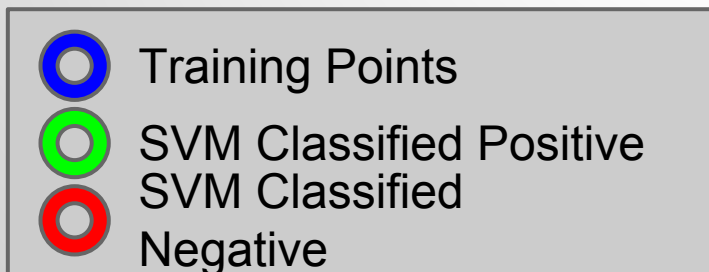 Training Points
SVM Classified Positive
SVM Classified
Negative